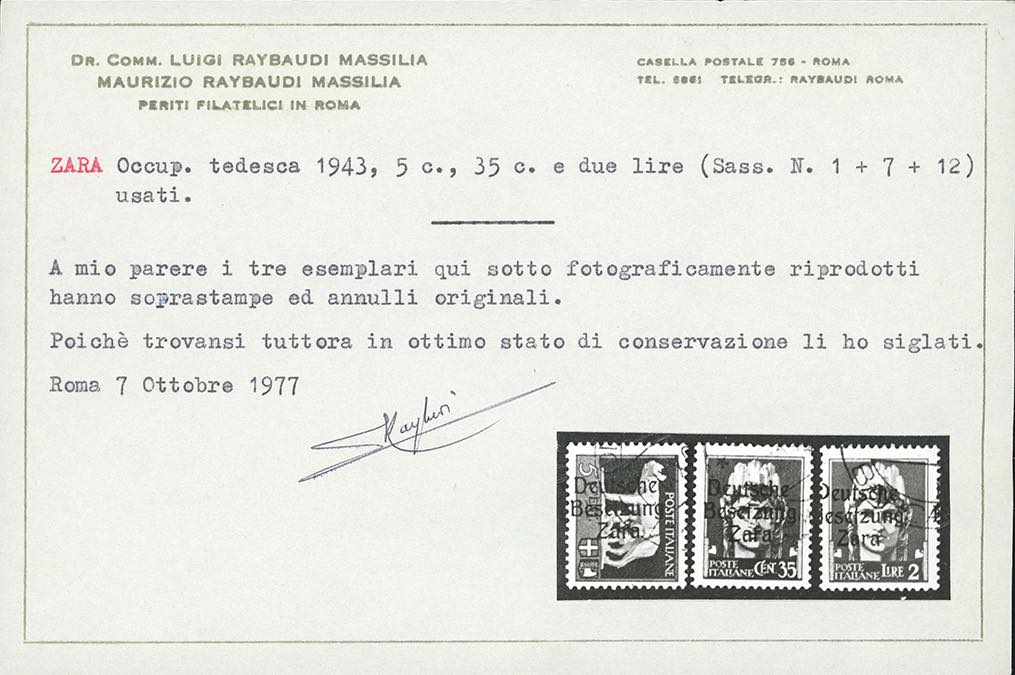 DR. COMM. LUIGI RAYBAUDI MASSILIA
MAURIZIO RAYBAUDI MASSILIA
PERITI FILATELICI IN ROMA
CASELLA POSTALE 756 - ROMA
TEL. 5861 TELEGR.: RAYBAUDI ROMA
ZARA Occup. tedesca 1943, 5 c., 35 c. e due lire (Sass. N. 1 + 7 + 12)
usati.
A mio parere i tre esemplari qui sotto fotograficamente riprodotti
hanno soprastampe ed annulli originali.
Poichè trovansi tuttora in ottimo stato di conservazione li ho siglati.
Roma 7 Ottobre 1977
Deutsche
Besetzung
Zara
POSTE ITALIANE
5
Deutsche
Besetzung
Zara
POSTE
ITALIANE CENT 35
Deutsche
Besetzung
Zara
POSTE
ITALIANE LIRE 2